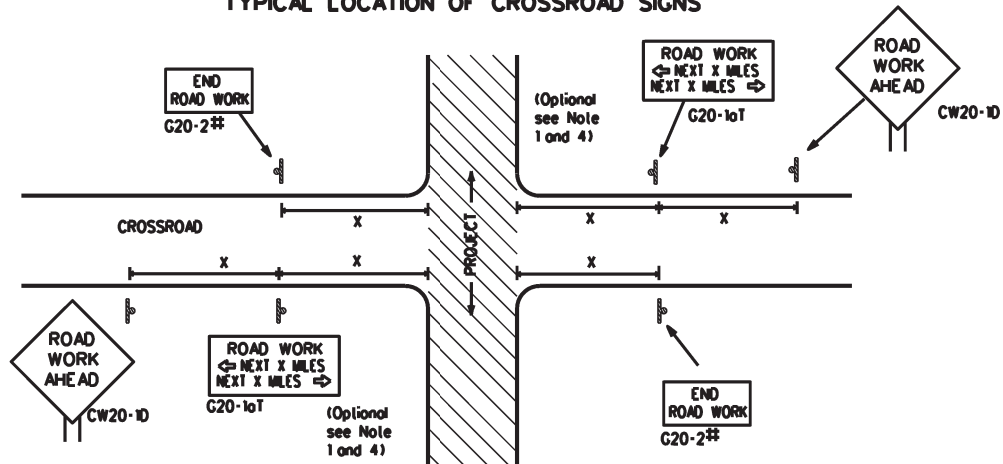 TYPICAL LOCATION OF CROSSROAD SIGNS
END
ROAD WORK
G20-2#
(Optional
see Note
1 and 4)
ROAD WORK
⇦ NEXT X MILES
NEXT X MILES ⇨
G20-1aT
ROAD
WORK
AHEAD
CW20-1D
CROSSROAD
X
X
X
PROJECT
X
X
X
ROAD
WORK
AHEAD
CW20-1D
ROAD WORK
⇦ NEXT X MILES
NEXT X MILES ⇨
G20-1aT
(Optional
see Note
1 and 4)
END
ROAD WORK
G20-2#